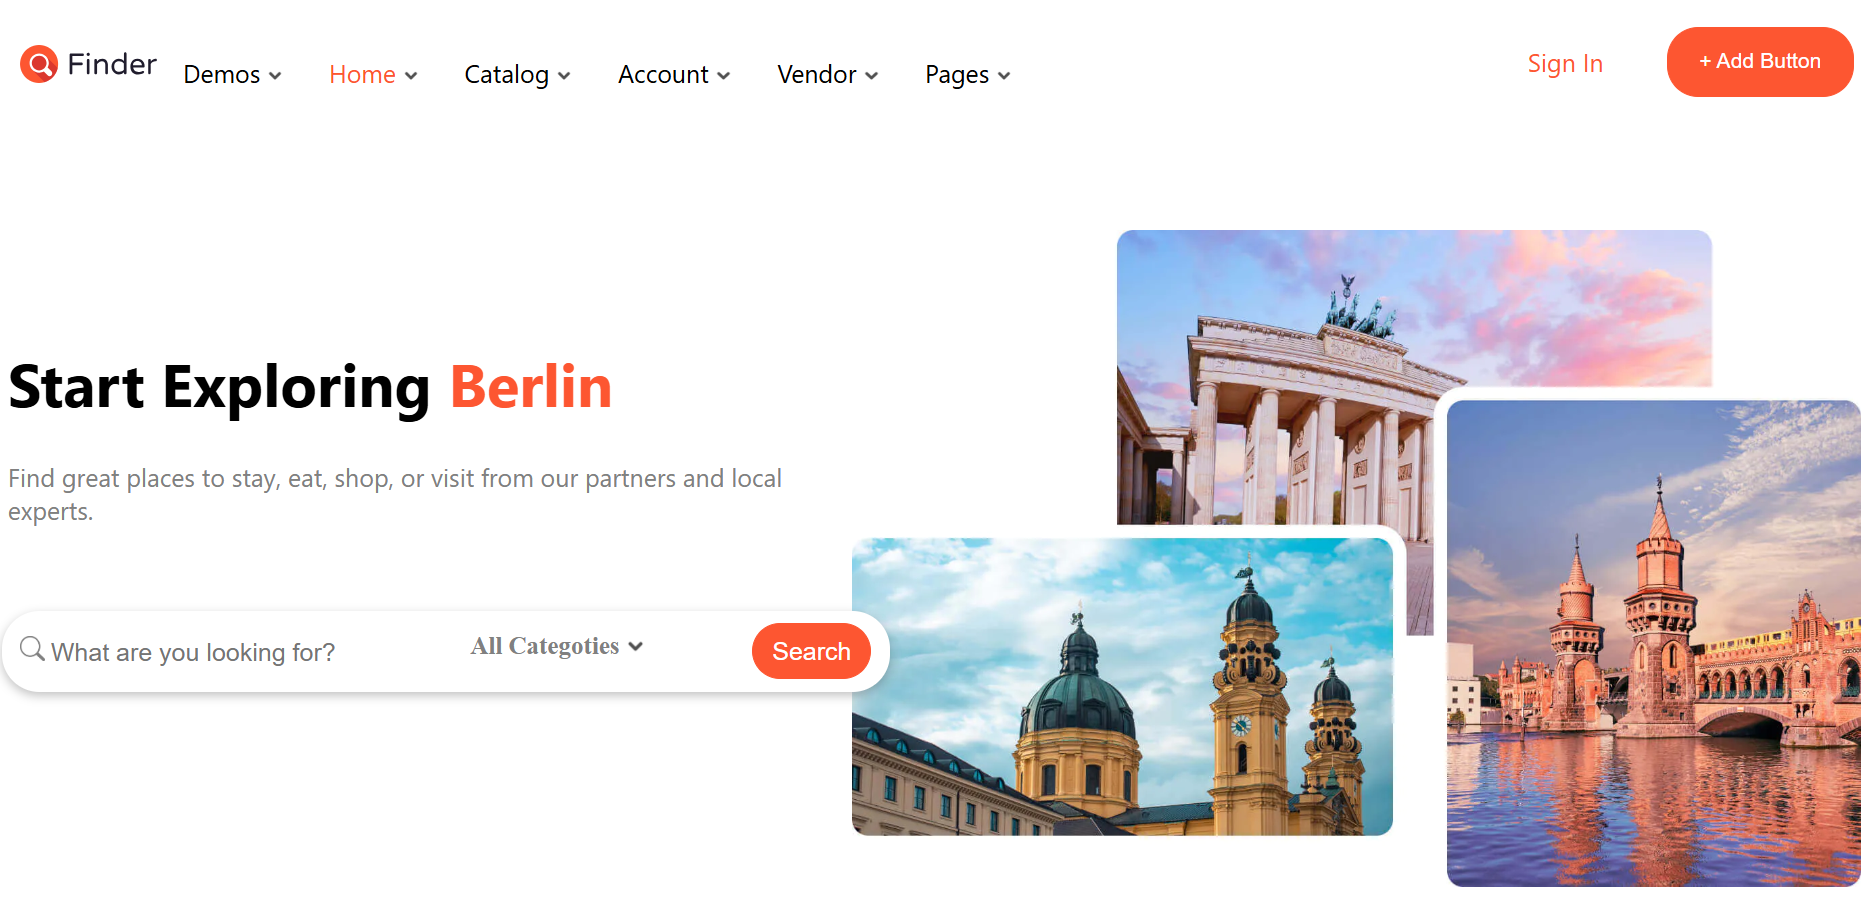 Finder
Demos
Home
Catalog
Account
Vendor
Pages
Sign In
+ Add Button
Start Exploring Berlin
Find great places to stay, eat, shop, or visit from our partners and local
experts.
What are you looking for?
All Categoties
Search